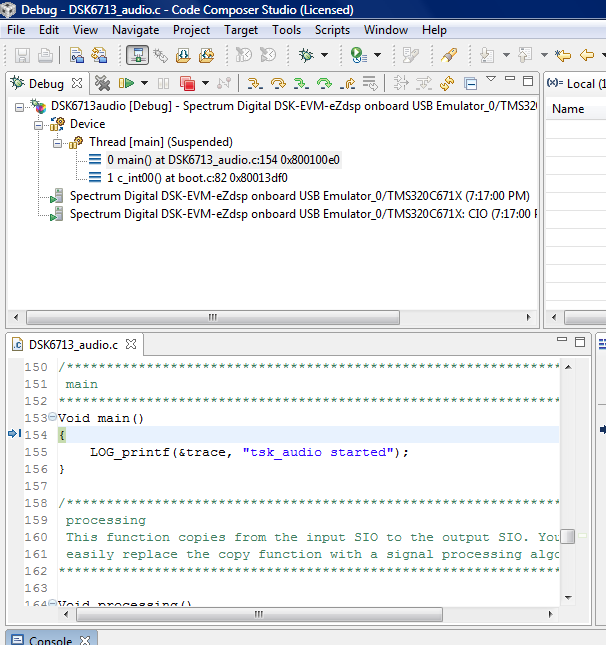 Debug - DSK6713_audio.c - Code Composer Studio (Licensed)
File Edit View Navigate Project Target Tools Scripts Window Help
Debug
(x)= Local (1
DSK6713audio [Debug] - Spectrum Digital DSK-EVM-eZdsp onboard USB Emulator_0/TMS320
Name
Device
Thread [main] (Suspended)
0 main() at DSK6713_audio.c:154 0x800100e0
1 c_int00() at boot.c:82 0x80013df0
Spectrum Digital DSK-EVM-eZdsp onboard USB Emulator_0/TMS320C671X (7:17:00 PM)
Spectrum Digital DSK-EVM-eZdsp onboard USB Emulator_0/TMS320C671X: CIO (7:17:00 P
DSK6713_audio.c
150 /***********************************************************
151 main
152 ************************************************************
153 Void main()
154 {
155 LOG_printf(&trace, "tsk_audio started");
156 }
157
158 /***********************************************************
159 processing
160 This function copies from the input SIO to the output SIO. You
161 easily replace the copy function with a signal processing algo
162 ************************************************************
163
164 Void processing()
Console